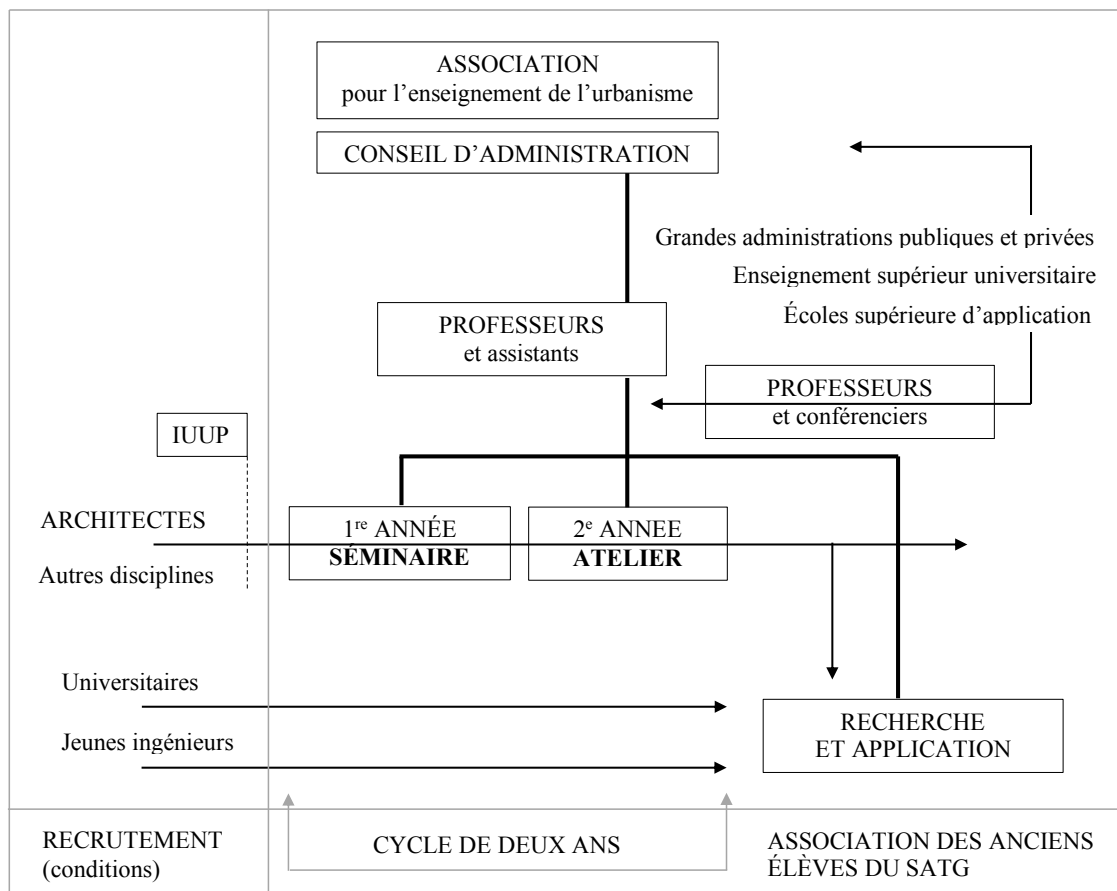 ASSOCIATION
pour l’enseignement de l’urbanisme
CONSEIL D’ADMINISTRATION
Grandes administrations publiques et privées
Enseignement supérieur universitaire
Écoles supérieure d’application
PROFESSEURS
et assistants
PROFESSEURS
et conférenciers
IUUP
ARCHITECTES
Autres disciplines
1re ANNÉE
SÉMINAIRE
2e ANNEE
ATELIER
Universitaires
Jeunes ingénieurs
RECHERCHE
ET APPLICATION
RECRUTEMENT
(conditions)
CYCLE DE DEUX ANS
ASSOCIATION DES ANCIENS
ÉLÈVES DU SATG